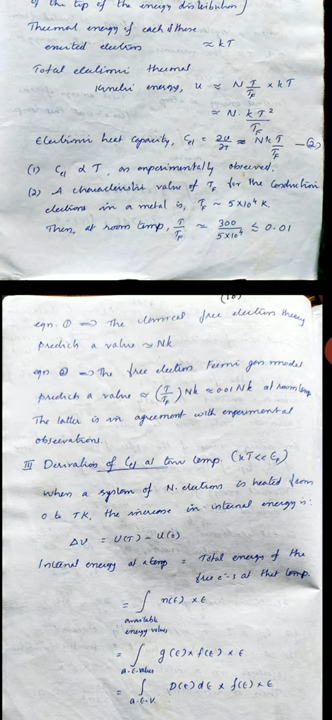 of the top of the energy distribution)
Thermal energy of each of these
excited electron ≈ kT
Total electronic thermal
kinetic energy, u ≈ N T/T_F × kT
≈ N. kT²/T_F
Electronic heat capacity, C_el = ∂u/∂T ≈ Nk T/T_F —②
(1) C_el α T, as experimentally observed.
(2) A characteristic value of T_F for the conduction
electrons in a metal is, T_F ~ 5×10⁴ K.
Then, at room temp, T/T_F ≈ 300/5×10⁴ ≤ 0.01
eqn. ① ⟹ The classical free electron theory
predicts a value ≈ Nk
eqn ② ⟹ The free electron Fermi gas model
predicts a value ≈ (T/T_F) Nk ≈ 0.01 Nk at room temp
The latter is in agreement with experimental
observations.
III Derivation of C_el at low temp. (kT<<ε_F)
When a system of N. electrons is heated from
0 to TK, the increase in internal energy is:
ΔU = U(T) – U(0)
Internal energy at a temp = Total energy of the
free e⁻s at that temp.
= ∫ n(ε) × ε
available
energy values
= ∫ g(ε) × f(ε) × ε
a.E.values
= ∫ D(ε) dε × f(ε) × ε
a.E.V.